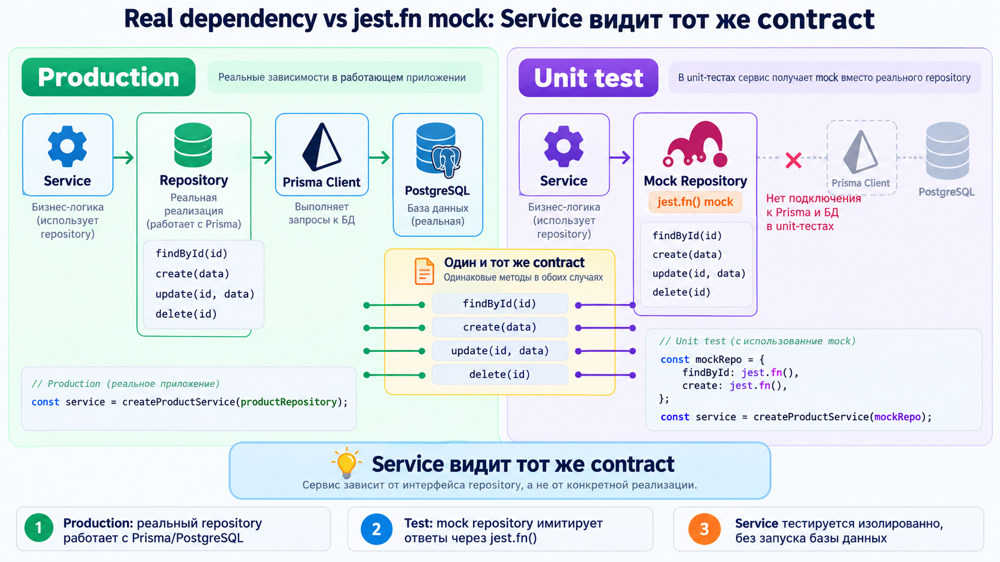 Real dependency vs jest.fn mock: Service видит тот же contract
Production
Реальные зависимости в работающем приложении
Service
Бизнес-логика
(использует
repository)
Repository
Реальная
реализация
(работает с Prisma)
findById(id)
create(data)
update(id, data)
delete(id)
Prisma Client
Выполняет
запросы к БД
PostgreSQL
База данных
(реальная)
// Production (реальное приложение)
const service = createProductService(productRepository);
Один и тот же contract
Одинаковые методы в обоих случаях
findById(id)
create(data)
update(id, data)
delete(id)
Unit test
В unit-тестах сервис получает mock вместо реального repository
Service
Бизнес-логика
(использует
repository)
Mock Repository
jest.fn() mock
findById(id)
create(data)
update(id, data)
delete(id)
Prisma Client
PostgreSQL
Нет подключения
к Prisma и БД
в unit-тестах
// Unit test (с использованние mock)
const mockRepo = {
findById: jest.fn(),
create: jest.fn(),
};
const service = createProductService(mockRepo);
Service видит тот же contract
Сервис зависит от интерфейса repository, а не от конкретной реализации.
1
Production: реальный repository
работает с Prisma/PostgreSQL
2
Test: mock repository имитирует
ответы через jest.fn()
3
Service тестируется изолированно,
без запуска базы данных